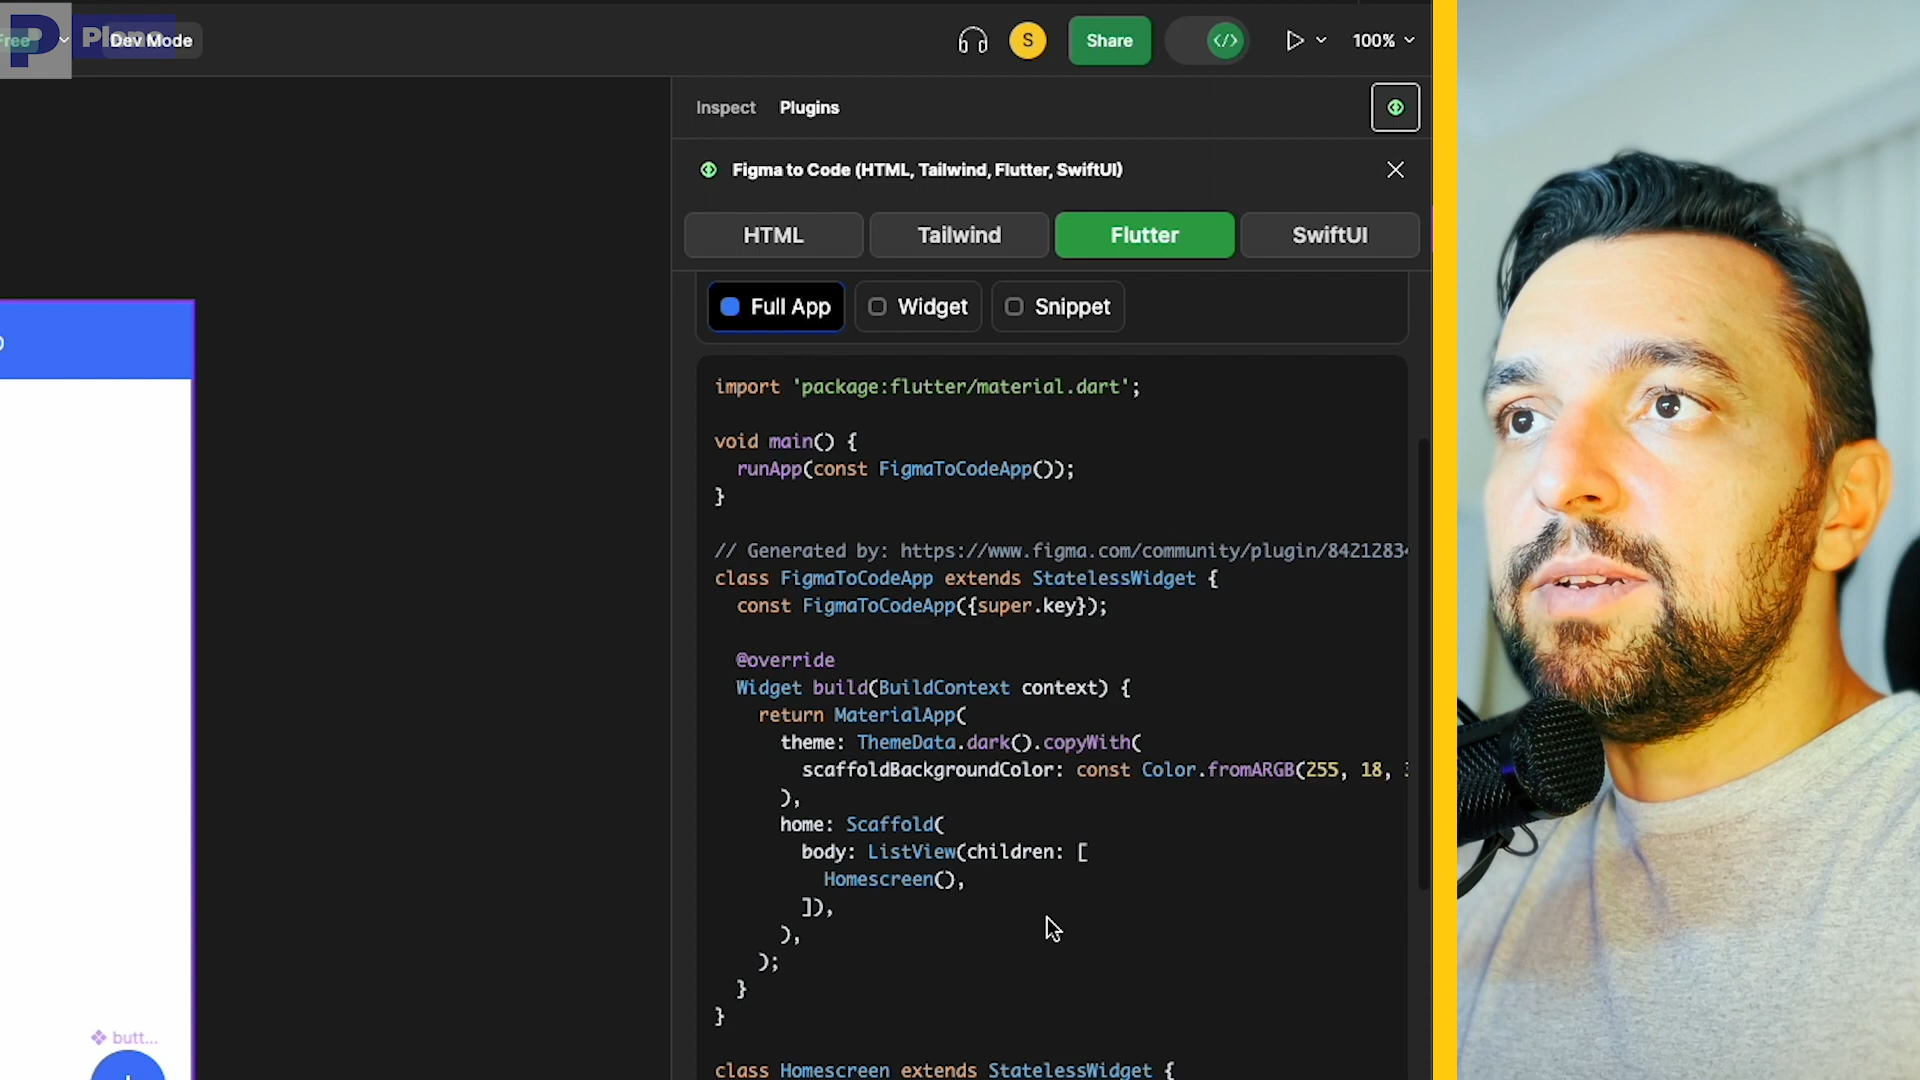 Free
Dev Mode
S
Share
100%
Inspect
Plugins
Figma to Code (HTML, Tailwind, Flutter, SwiftUI)
HTML
Tailwind
Flutter
SwiftUI
Full App
Widget
Snippet
import 'package:flutter/material.dart';
void main() {
runApp(const FigmaToCodeApp());
}
// Generated by: https://www.figma.com/community/plugin/8421283
class FigmaToCodeApp extends StatelessWidget {
const FigmaToCodeApp({super.key});
@override
Widget build(BuildContext context) {
return MaterialApp(
theme: ThemeData.dark().copyWith(
scaffoldBackgroundColor: const Color.fromARGB(255, 18,
),
home: Scaffold(
body: ListView(children: [
Homescreen(),
]),
),
);
}
}
class Homescreen extends StatelessWidget {
butt...